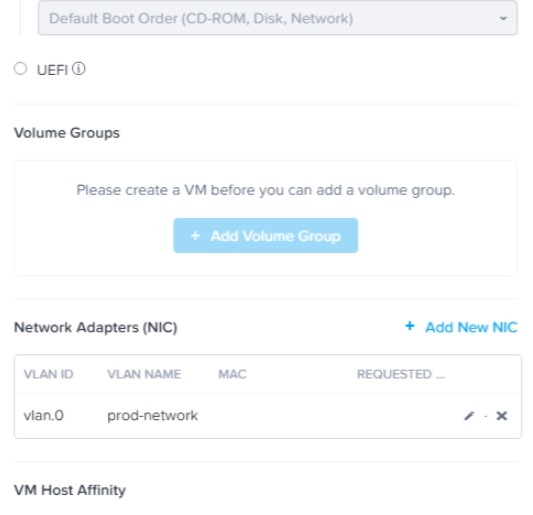 Default Boot Order (CD-ROM, Disk, Network)
UEFI
Volume Groups
Please create a VM before you can add a volume group.
+ Add Volume Group
Network Adapters (NIC) + Add New NIC
VLAN ID VLAN NAME MAC REQUESTED ...
vlan.0 prod-network
VM Host Affinity